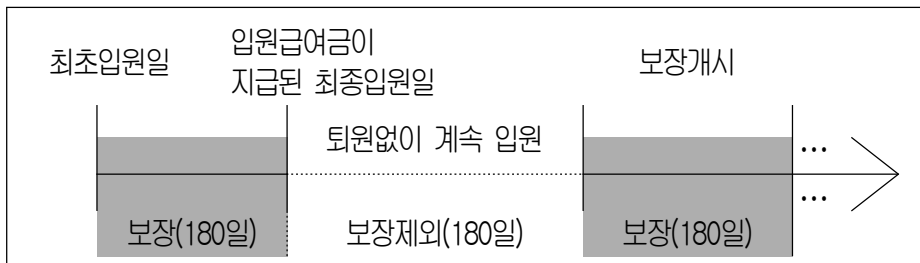 최초입원일
입원급여금이
지급된 최종입원일
보장개시
퇴원없이 계속 입원
...
...
보장(180일)
보장제외(180일)
보장(180일)